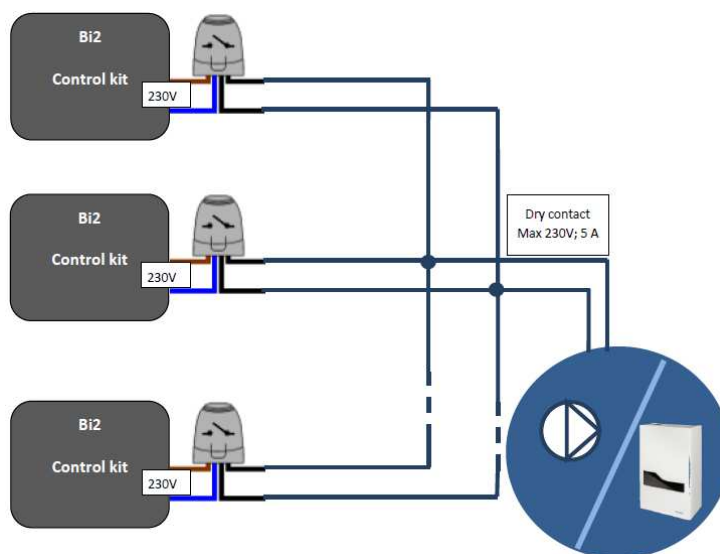 Bi2
Control kit
230V
Bi2
Control kit
230V
Dry contact
Max 230V; 5 A
Bi2
Control kit
230V